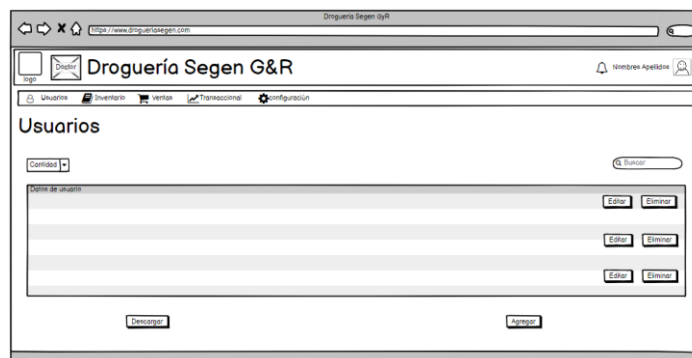 Droguería Segen GyR
https://www.drogueriasegen.com
logo
Doctor
Droguería Segen G&R
Nombres Apellidos
Usuarios Inventario Ventas Transaccional configuración
Usuarios
Cantidad
Buscar
Datos de usuario
Editar Eliminar
Editar Eliminar
Editar Eliminar
Descargar Agregar